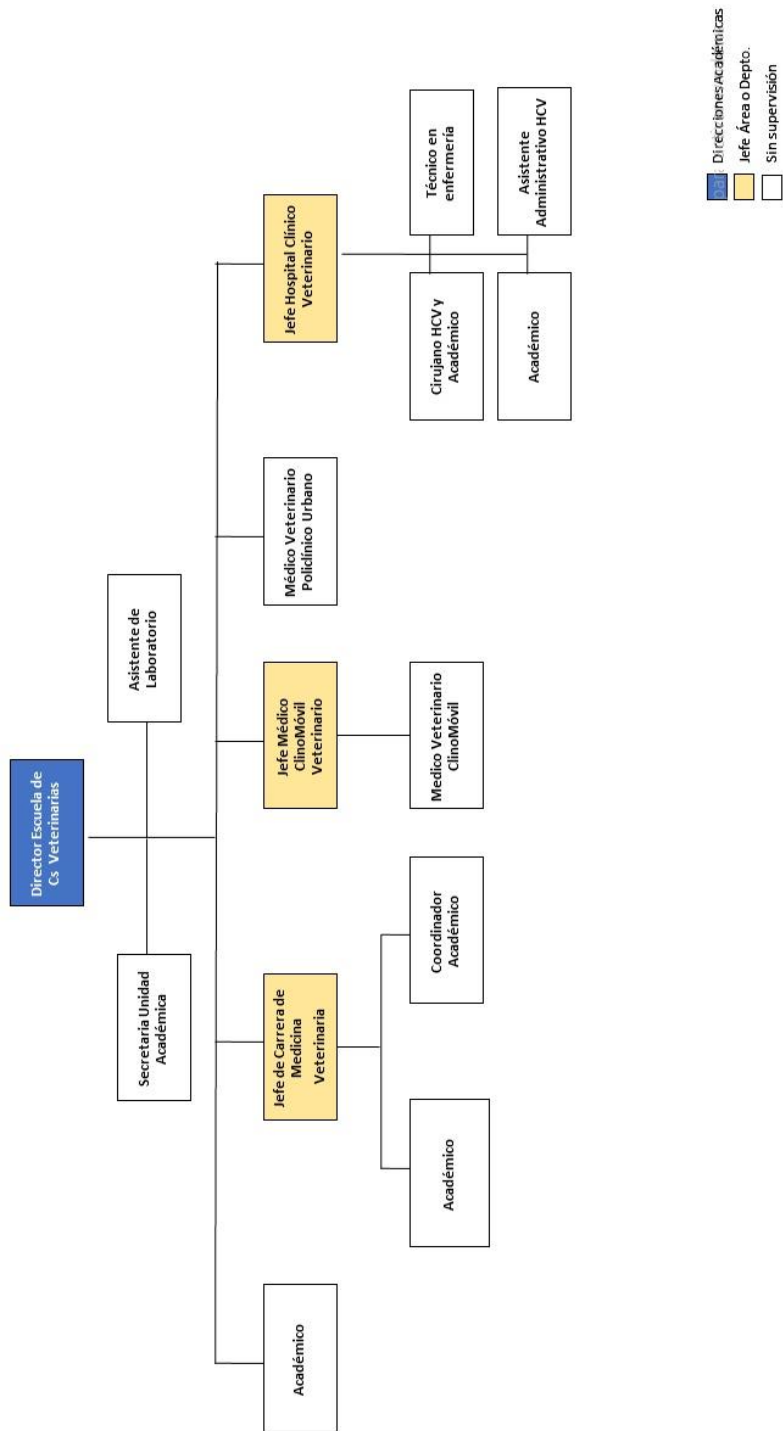 Director Escuela de
Cs Veterinarias
Secretaria Unidad
Académica
Asistente de
Laboratorio
Académico
Jefe de Carrera de
Medicina
Veterinaria
Jefe Médico
ClinoMóvil
Veterinario
Médico Veterinario
Policlínico Urbano
Jefe Hospital Clínico
Veterinario
Académico
Coordinador
Académico
Medico Veterinario
ClinoMóvil
Cirujano HCV y
Académico
Técnico en
enfermería
Académico
Asistente
Administrativo HCV
Direcciones Académicas
Jefe Área o Depto.
Sin supervisión